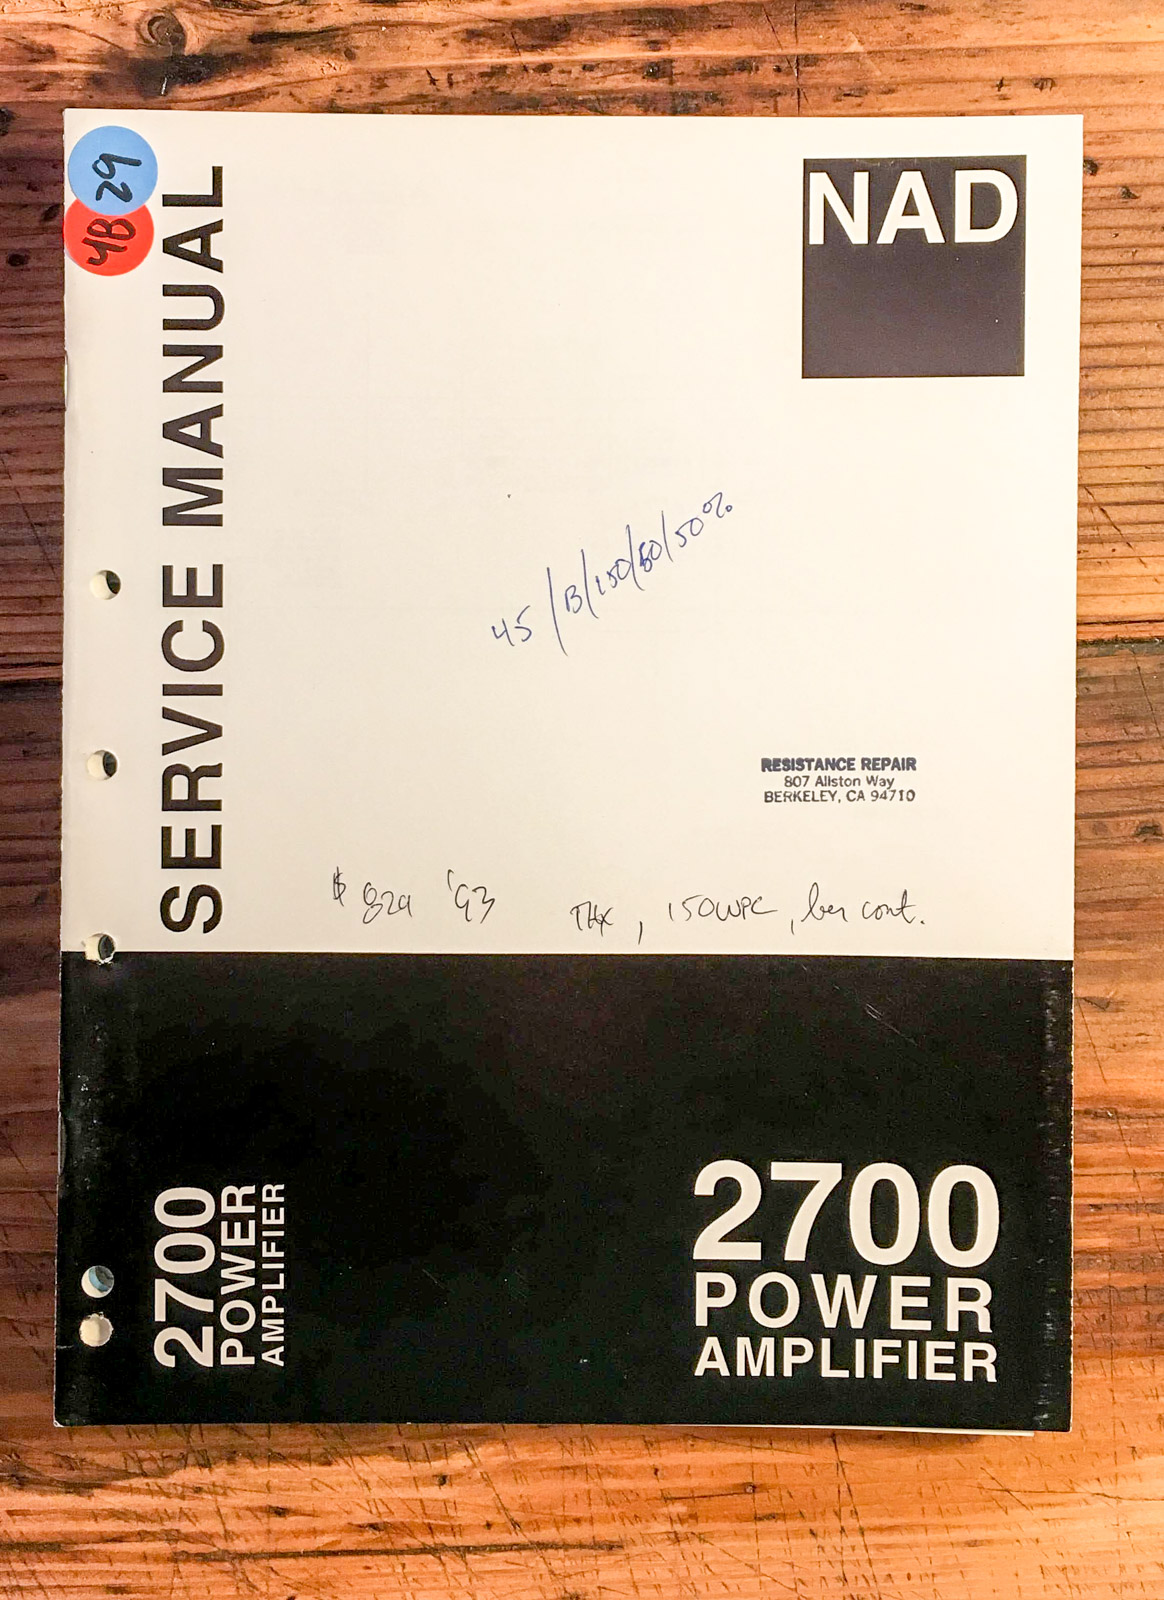 29
4B
SERVICE MANUAL
NAD
45/B/150/80/50%
RESISTANCE REPAIR
807 Allston Way
BERKELEY, CA 94710
$ 829 '93 THX, 150WPC, cont.
2700
POWER
AMPLIFIER
2700
POWER
AMPLIFIER